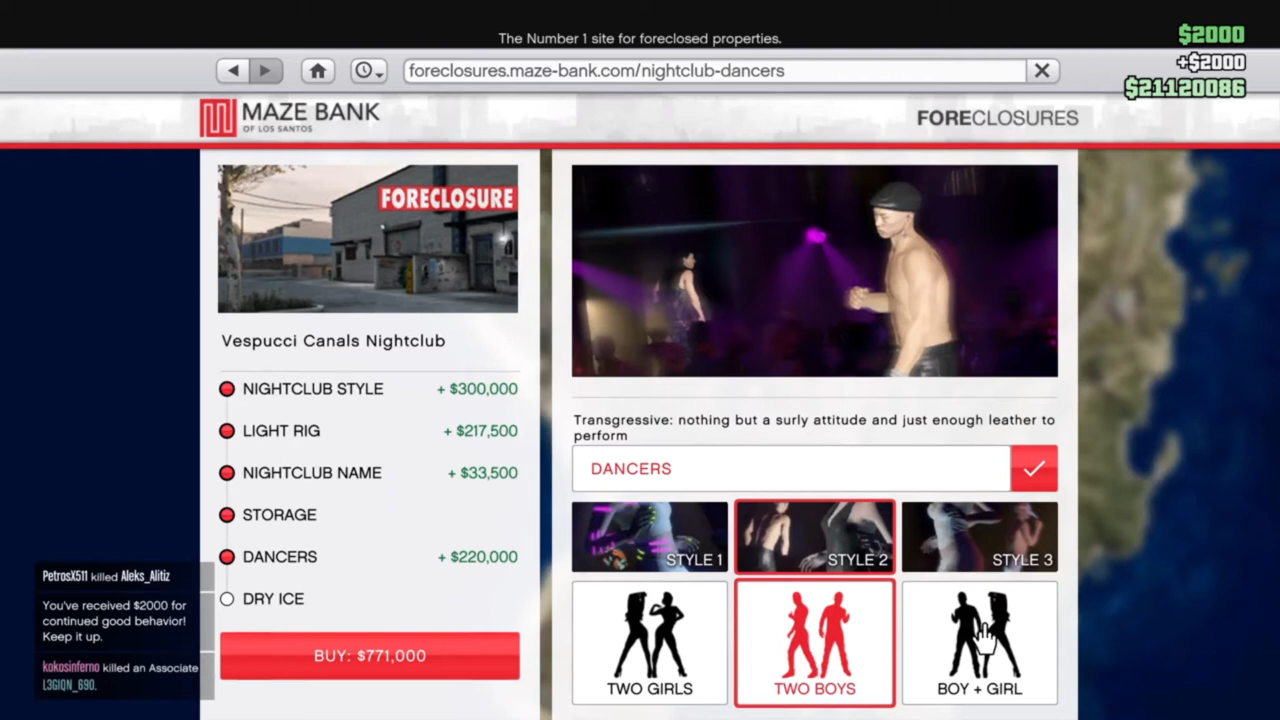 The Number 1 site for foreclosed properties.
$2000
+$2000
$21120086
foreclosures.maze-bank.com/nightclub-dancers
MAZE BANK
OF LOS SANTOS
FORECLOSURES
FORECLOSURE
Vespucci Canals Nightclub
NIGHTCLUB STYLE + $300,000
LIGHT RIG + $217,500
NIGHTCLUB NAME + $33,500
STORAGE
DANCERS + $220,000
DRY ICE
BUY: $771,000
Transgressive: nothing but a surly attitude and just enough leather to
perform
DANCERS
STYLE 1
STYLE 2
STYLE 3
TWO GIRLS
TWO BOYS
BOY + GIRL
PetrosX511 killed Aleks_Alitiz
You've received $2000 for
continued good behavior!
Keep it up.
kokosinferno killed an Associate
L3GIQN_690.